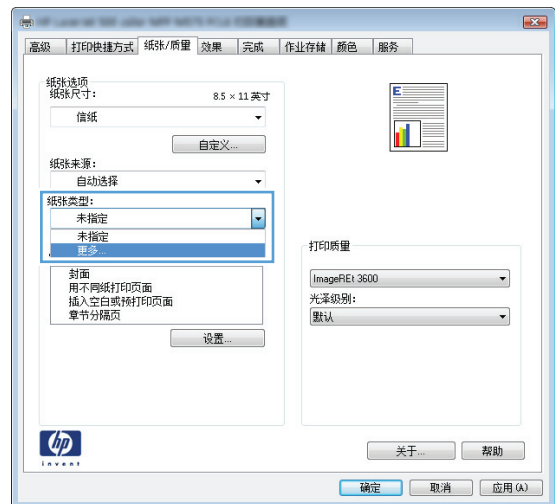 高级 打印快捷方式 纸张/质量 效果 完成 作业存储 颜色 服务
纸张选项
纸张尺寸: 8.5 × 11 英寸
信纸
自定义...
纸张来源:
自动选择
纸张类型:
未指定
未指定
更多...
封面
用不同纸打印页面
插入空白或预打印页面
章节分隔页
设置...
E
打印质量
ImageREt 3600
光泽级别:
默认
hp
invent
关于... 帮助
确定 取消 应用(A)